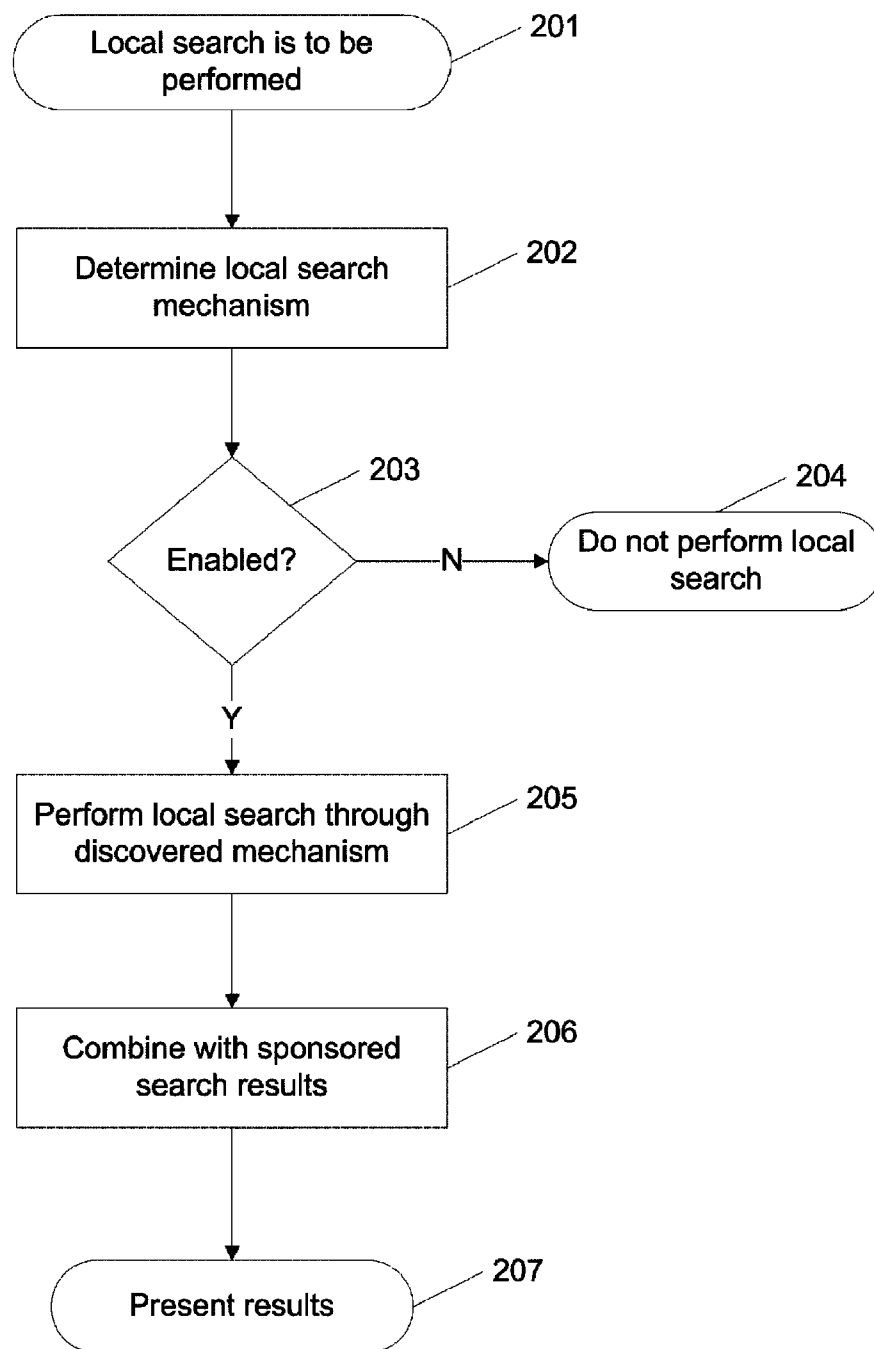 Local search is to be
performed
201
Determine local search
mechanism
202
203
Enabled?
N
204
Do not perform local
search
Y
Perform local search through
discovered mechanism
205
Combine with sponsored
search results
206
Present results
207